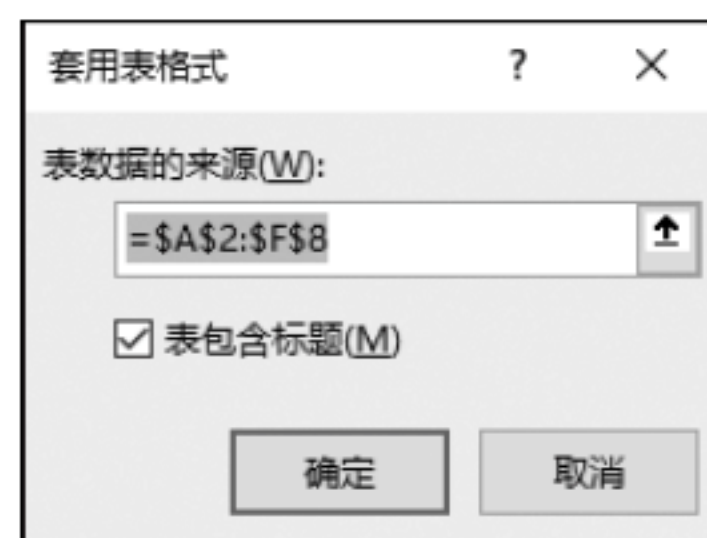 套用表格式 ? ×
表数据的来源(W):
=$A$2:$F$8
表包含标题(M)
确定 取消